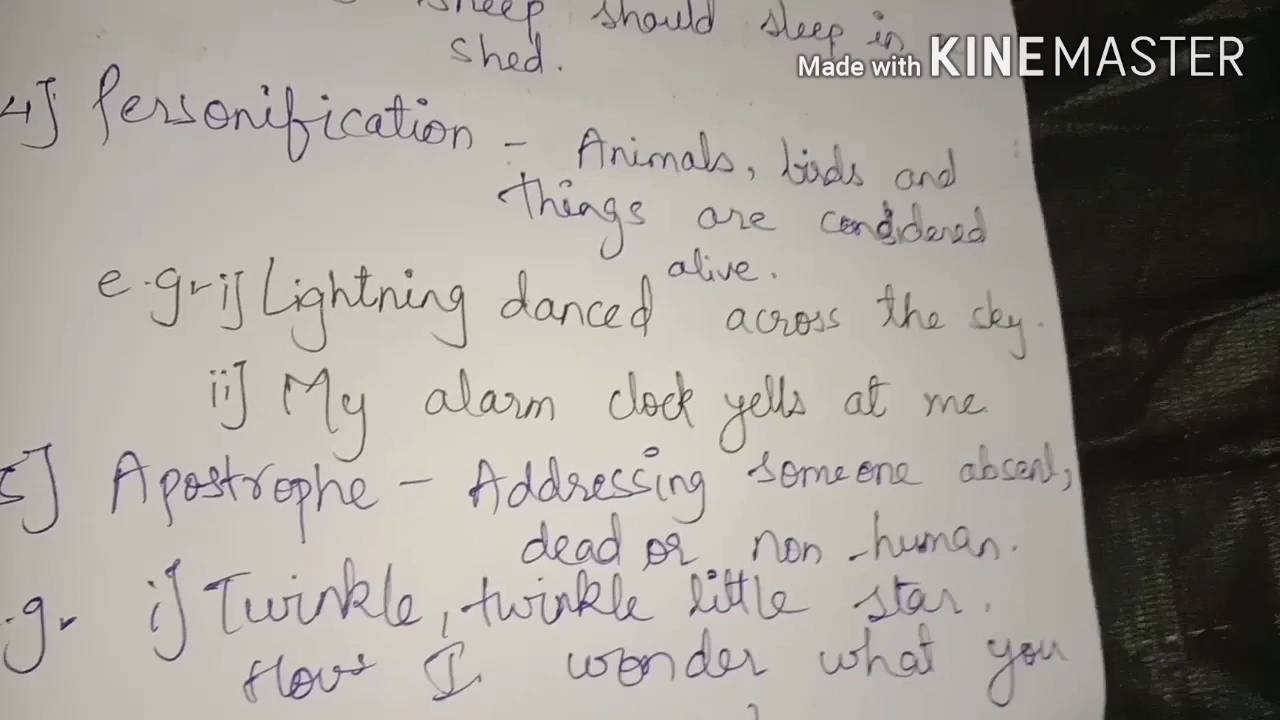 sheep should sleep in
shed.
Made with KINEMASTER
4] Personification - Animals, birds and
things are considered
alive.
e.g. i] Lightning danced across the sky.
ii] My alarm clock yells at me
5] Apostrophe - Addressing someone absent,
dead or non-human.
.g. i] Twinkle, twinkle little star.
How I wonder what you